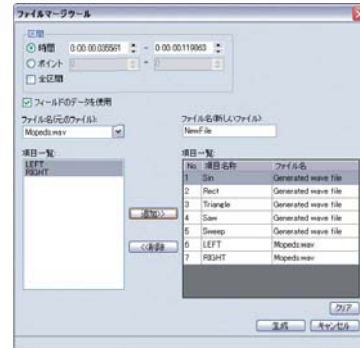 ファイルマージツール
区間
時間 0:00:00.035561 - 0:00:00.119063
ポイント 0 - 0
全区間
フィールドのデータを使用
ファイル名(元のファイル): ファイル名(新しいファイル):
Mopeds.wav NewFile
項目一覧: 項目一覧:
LEFT
RIGHT
No. 項目名称 ファイル名
1 Sin Generated wave file
2 Rect Generated wave file
3 Triangle Generated wave file
4 Saw Generated wave file
5 Sweep Generated wave file
6 LEFT Mopeds.wav
7 RIGHT Mopeds.wav
追加>>
<<削除
クリア
生成 キャンセル